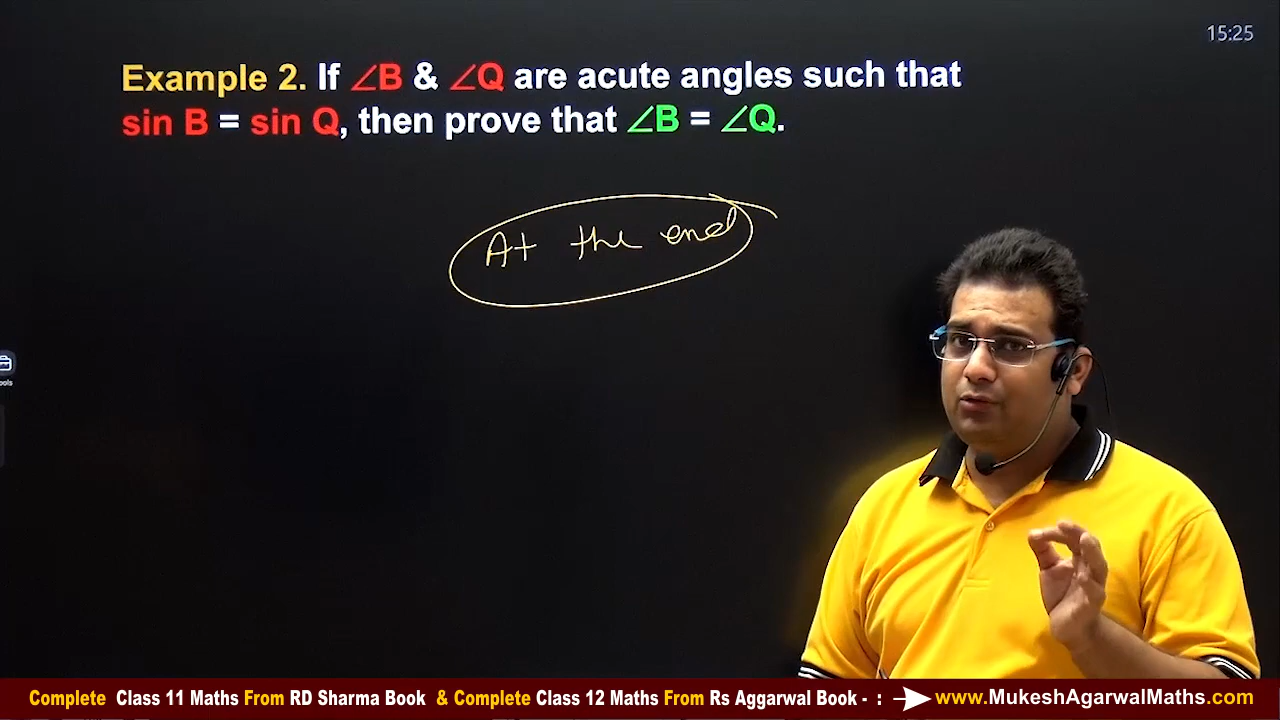 15:25
Example 2. If ∠B & ∠Q are acute angles such that
sin B = sin Q, then prove that ∠B = ∠Q.
At the end
Complete Class 11 Maths From RD Sharma Book & Complete Class 12 Maths From Rs Aggarwal Book - : www.MukeshAgarwalMaths.com